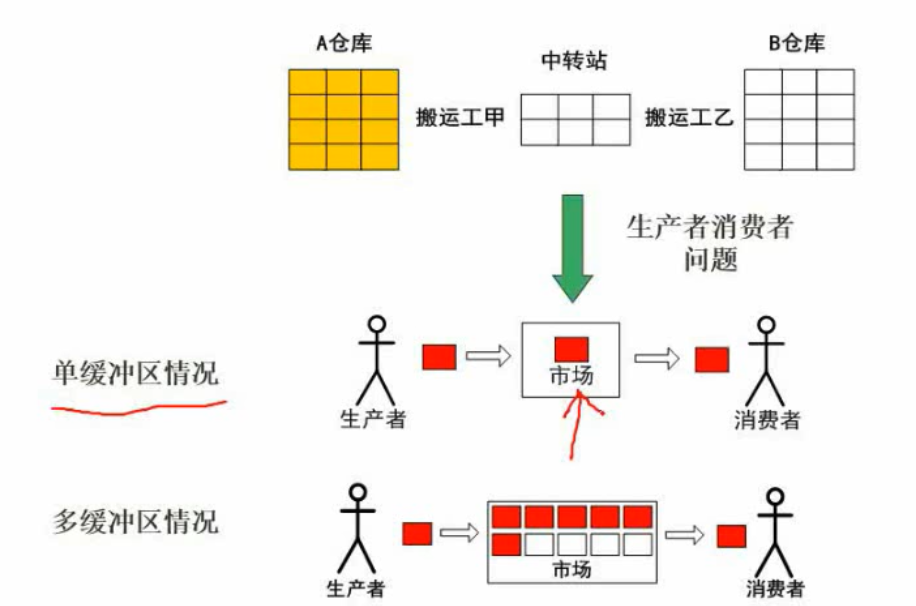 A仓库
中转站
B仓库
搬运工甲
搬运工乙
生产者消费者
问题
单缓冲区情况
市场
生产者
消费者
多缓冲区情况
市场
生产者
消费者